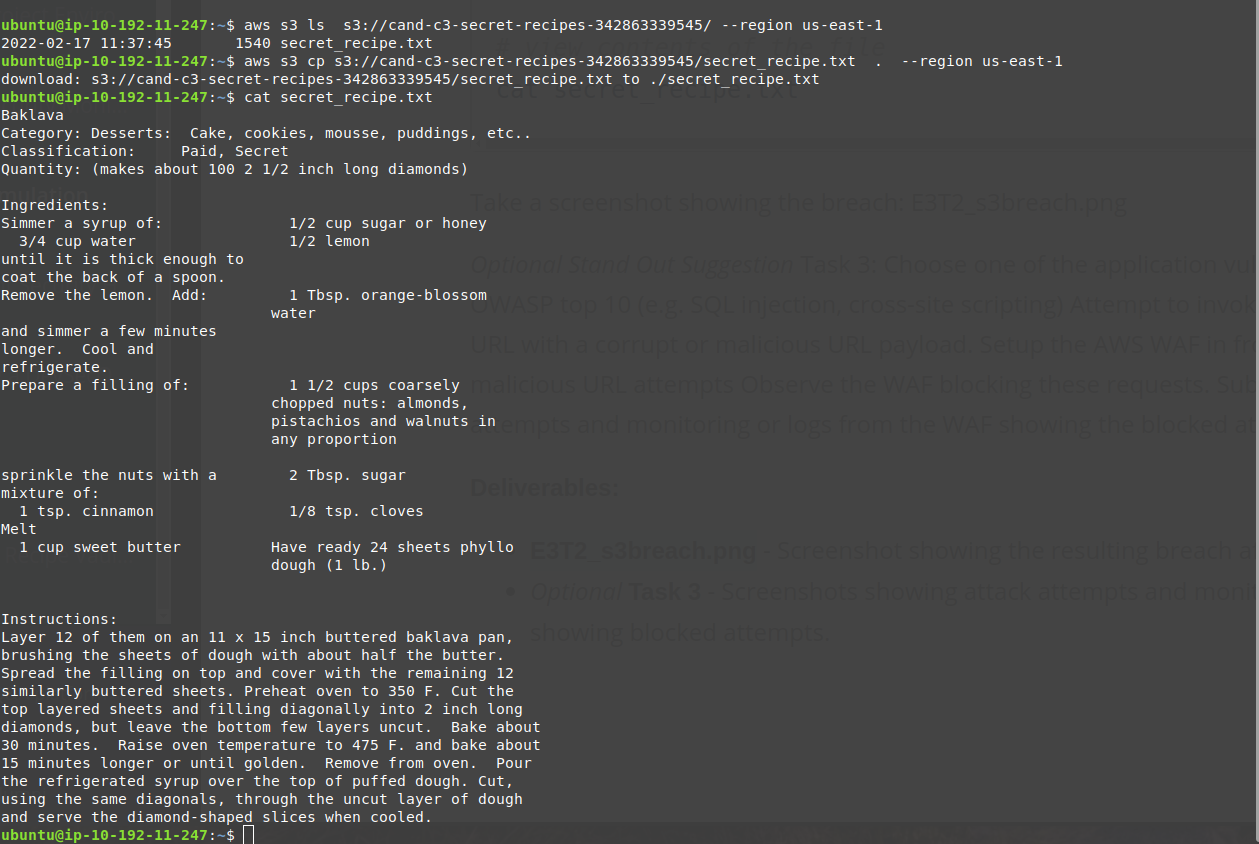 ubuntu@ip-10-192-11-247:~$ aws s3 ls  s3://cand-c3-secret-recipes-342863339545/ --region us-east-1
2022-02-17 11:37:45       1540 secret_recipe.txt
ubuntu@ip-10-192-11-247:~$ aws s3 cp s3://cand-c3-secret-recipes-342863339545/secret_recipe.txt  .  --region us-east-1
download: s3://cand-c3-secret-recipes-342863339545/secret_recipe.txt to ./secret_recipe.txt
ubuntu@ip-10-192-11-247:~$ cat secret_recipe.txt
Baklava
Category: Desserts:  Cake, cookies, mousse, puddings, etc..
Classification:     Paid, Secret
Quantity: (makes about 100 2 1/2 inch long diamonds)
Ingredients:
Simmer a syrup of:              1/2 cup sugar or honey
  3/4 cup water                 1/2 lemon
until it is thick enough to
coat the back of a spoon.
Remove the lemon.  Add:         1 Tbsp. orange-blossom
                              water
and simmer a few minutes
longer.  Cool and
refrigerate.
Prepare a filling of:           1 1/2 cups coarsely
                              chopped nuts: almonds,
                              pistachios and walnuts in
                              any proportion
sprinkle the nuts with a        2 Tbsp. sugar
mixture of:
  1 tsp. cinnamon               1/8 tsp. cloves
Melt
  1 cup sweet butter          Have ready 24 sheets phyllo
                              dough (1 lb.)
Instructions:
Layer 12 of them on an 11 x 15 inch buttered baklava pan,
brushing the sheets of dough with about half the butter.
Spread the filling on top and cover with the remaining 12
similarly buttered sheets. Preheat oven to 350 F. Cut the
top layered sheets and filling diagonally into 2 inch long
diamonds, but leave the bottom few layers uncut.  Bake about
30 minutes.  Raise oven temperature to 475 F. and bake about
15 minutes longer or until golden.  Remove from oven.  Pour
the refrigerated syrup over the top of puffed dough. Cut,
using the same diagonals, through the uncut layer of dough
and serve the diamond-shaped slices when cooled.
ubuntu@ip-10-192-11-247:~$
# view contents of the file
cat secret_recipe.txt
Take a screenshot showing the breach: E3T2_s3breach.png
Optional Stand Out Suggestion Task 3: Choose one of the application
OWASP top 10 (e.g. SQL injection, cross-site scripting) Attempt to
URL with a corrupt or malicious URL payload. Setup the AWS WAF in
malicious URL attempts Observe the WAF blocking these requests.
attempts and monitoring or logs from the WAF showing the blocked
Deliverables:
E3T2_s3breach.png - Screenshot showing the resulting breach
• Optional Task 3 - Screenshots showing attack attempts and
showing blocked attempts.